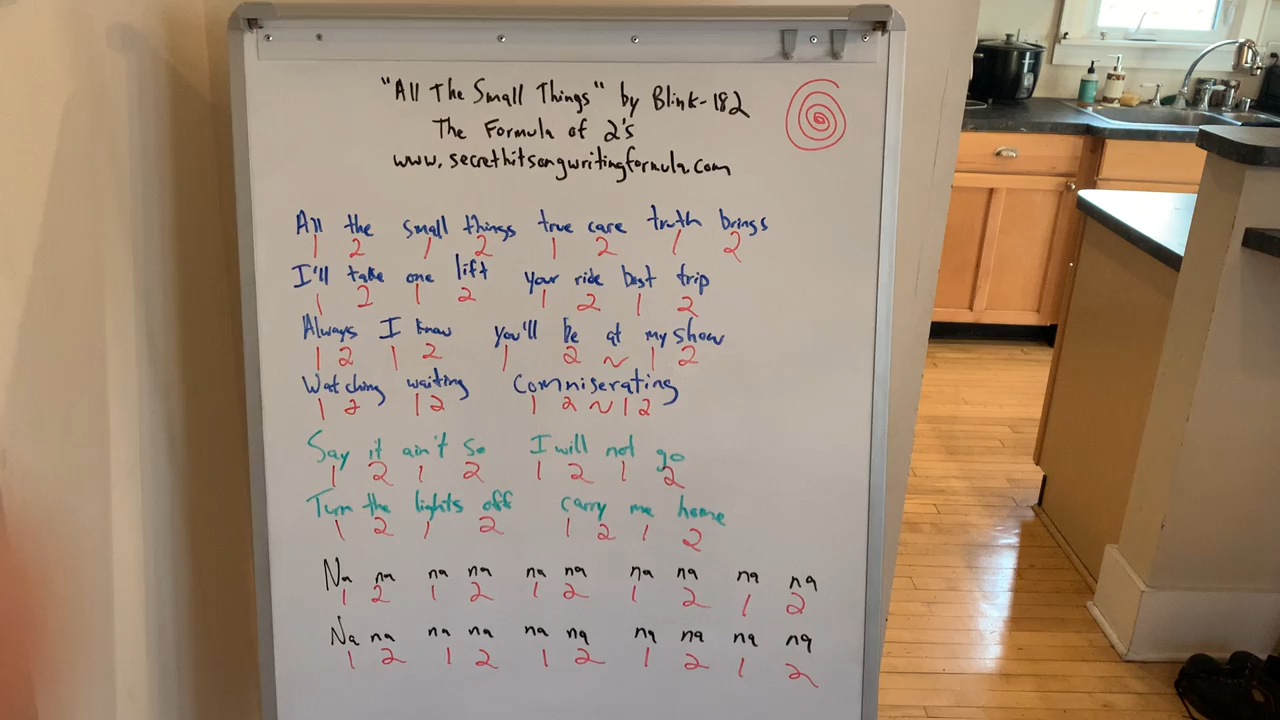 "All The Small Things" by Blink-182
The Formula of 2's
www.secrethitsongwritingformula.com
All the small things true care truth brings
1 2 1 2 1 2 1 2
I'll take one lift your ride best trip
1 2 1 2 1 2 1 2
Always I know you'll be at my show
1 2 1 2 1 2 ~ 1 2
Watching waiting Commiserating
1 2 1 2 1 2 ~ 1 2
Say it ain't so I will not go
1 2 1 2 1 2 1 2
Turn the lights off carry me home
1 2 1 2 1 2 1 2
Na na na na na na na na na na
1 2 1 2 1 2 1 2 1 2
Na na na na na na na na na na
1 2 1 2 1 2 1 2 1 2